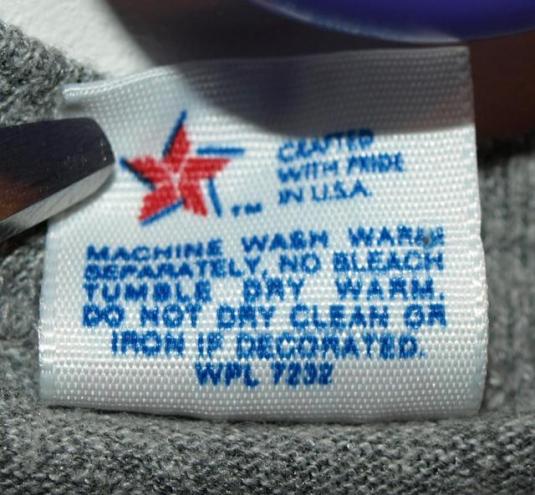 CRAFTED
WITH PRIDE
IN U.S.A.
TM
MACHINE WASH WARM
SEPARATELY, NO BLEACH
TUMBLE DRY WARM.
DO NOT DRY CLEAN OR
IRON IF DECORATED.
WPL 7232